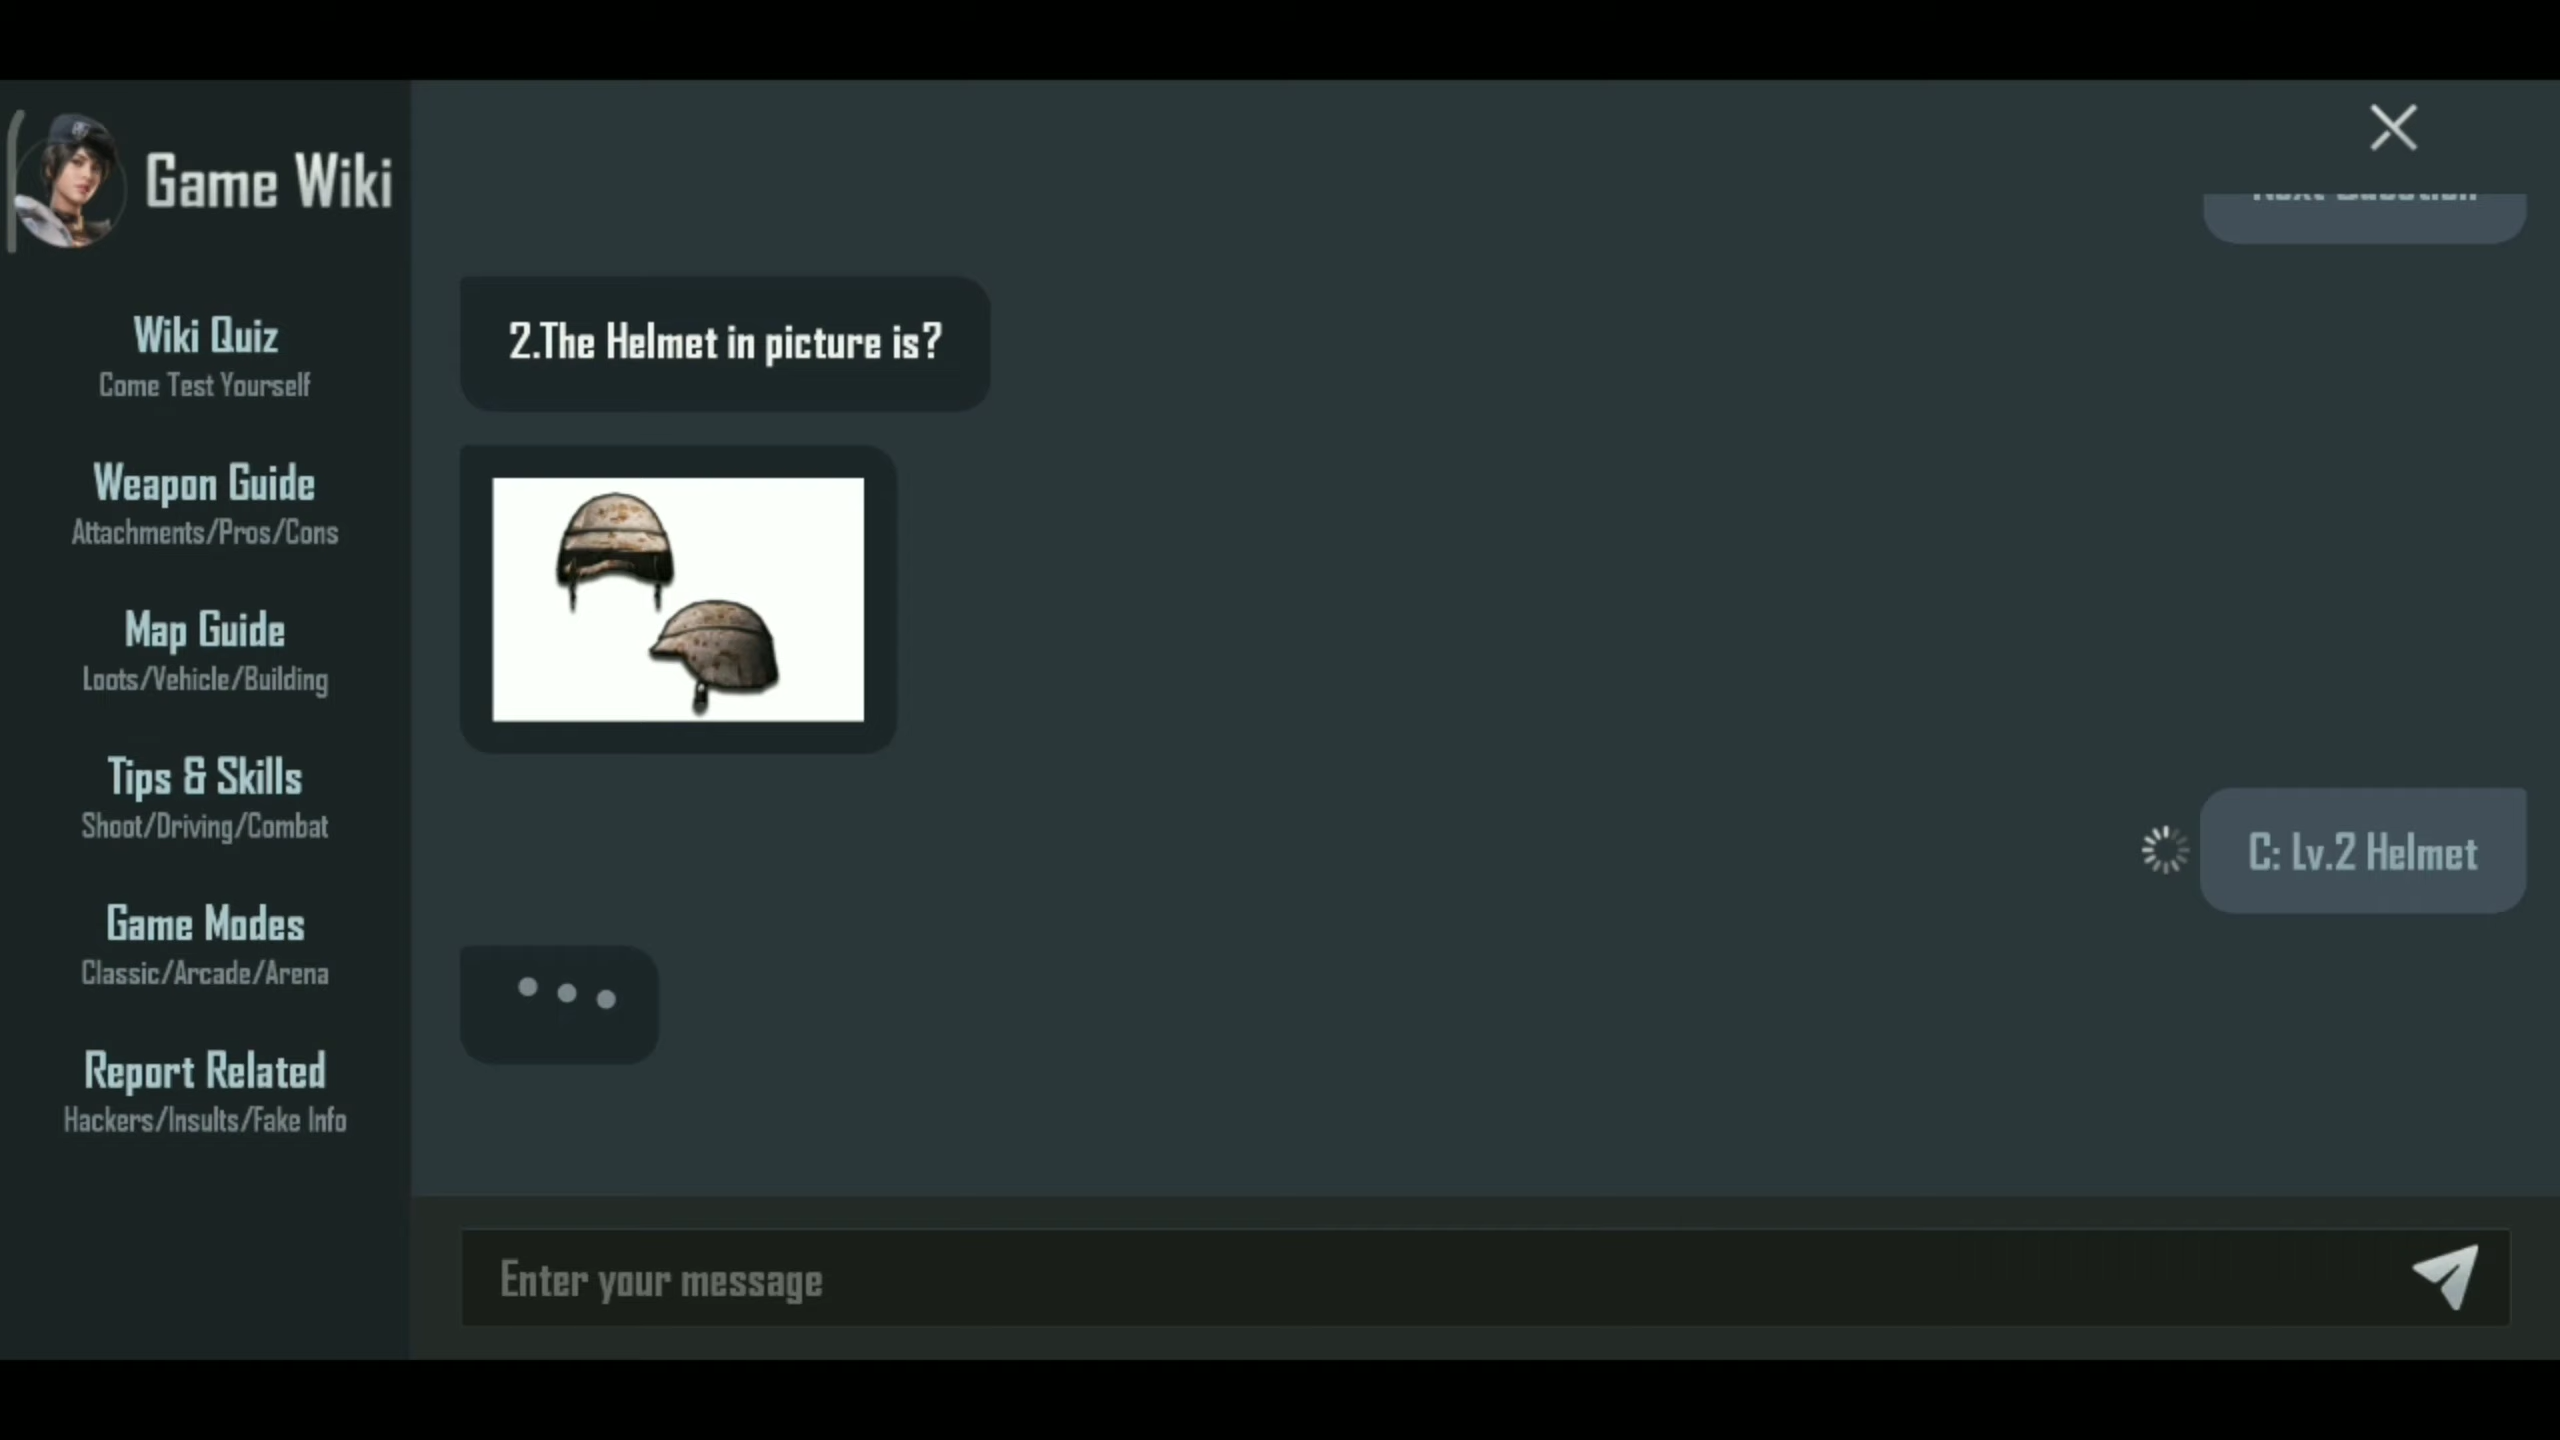 Game Wiki
Wiki Quiz
Come Test Yourself
Weapon Guide
Attachments/Pros/Cons
Map Guide
Loots/Vehicle/Building
Tips & Skills
Shoot/Driving/Combat
Game Modes
Classic/Arcade/Arena
Report Related
Hackers/Insults/Fake Info
Next Question
2.The Helmet in picture is?
C: Lv.2 Helmet
Enter your message